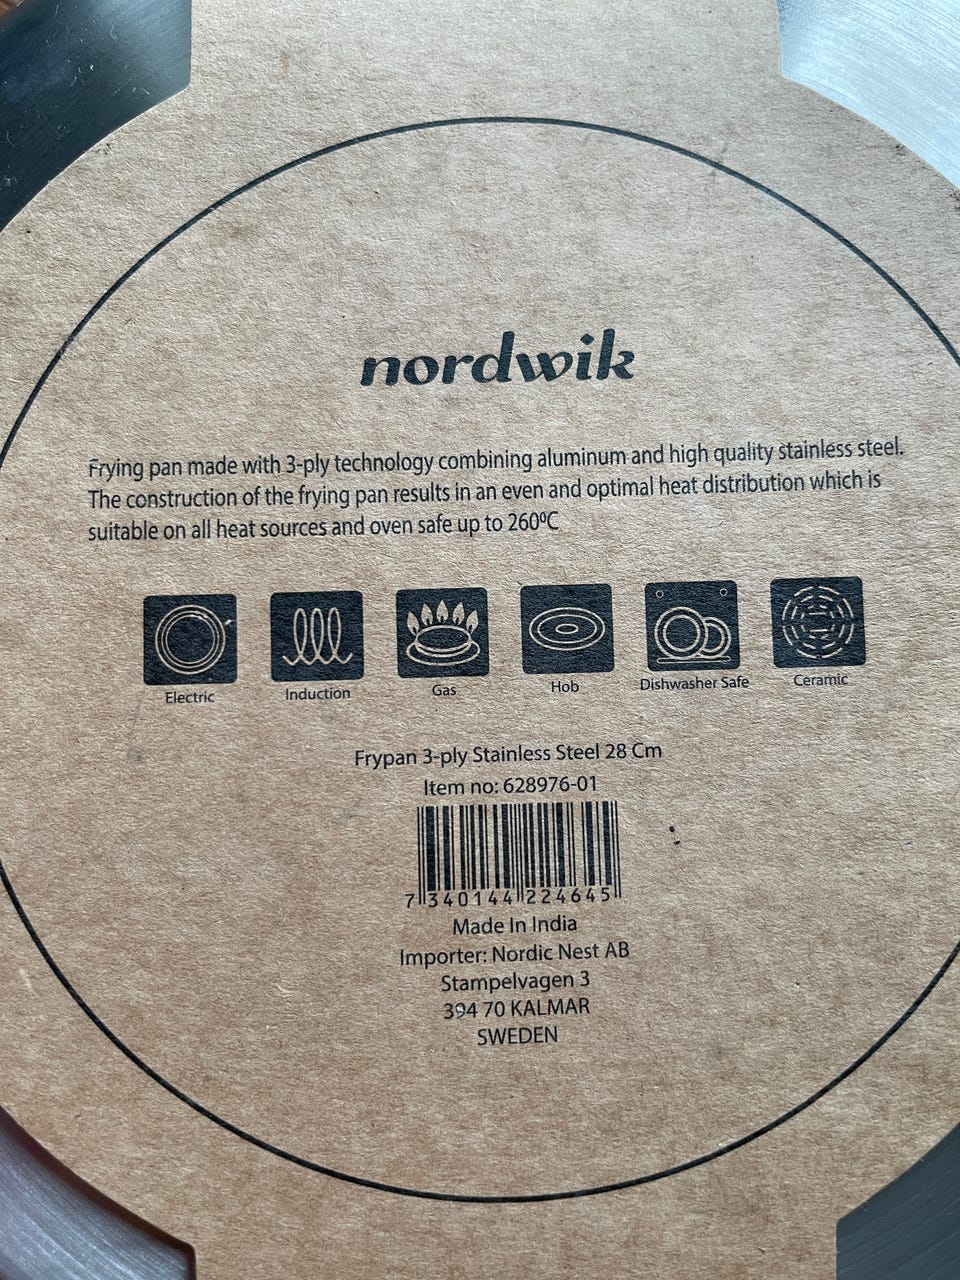 nordwik
Frying pan made with 3-ply technology combining aluminum and high quality stainless steel.
The construction of the frying pan results in an even and optimal heat distribution which is
suitable on all heat sources and oven safe up to 260ºC
Electric Induction Gas Hob Dishwasher Safe Ceramic
Frypan 3-ply Stainless Steel 28 Cm
Item no: 628976-01
7 340144 224645
Made In India
Importer: Nordic Nest AB
Stampelvagen 3
394 70 KALMAR
SWEDEN